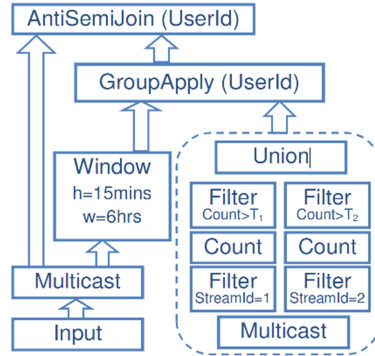 AntiSemiJoin (UserId)
GroupApply (UserId)
Window
h=15mins
w=6hrs
Multicast
Input
Union
Filter
Count>T₁
Filter
Count>T₂
Count
Count
Filter
StreamId=1
Filter
StreamId=2
Multicast